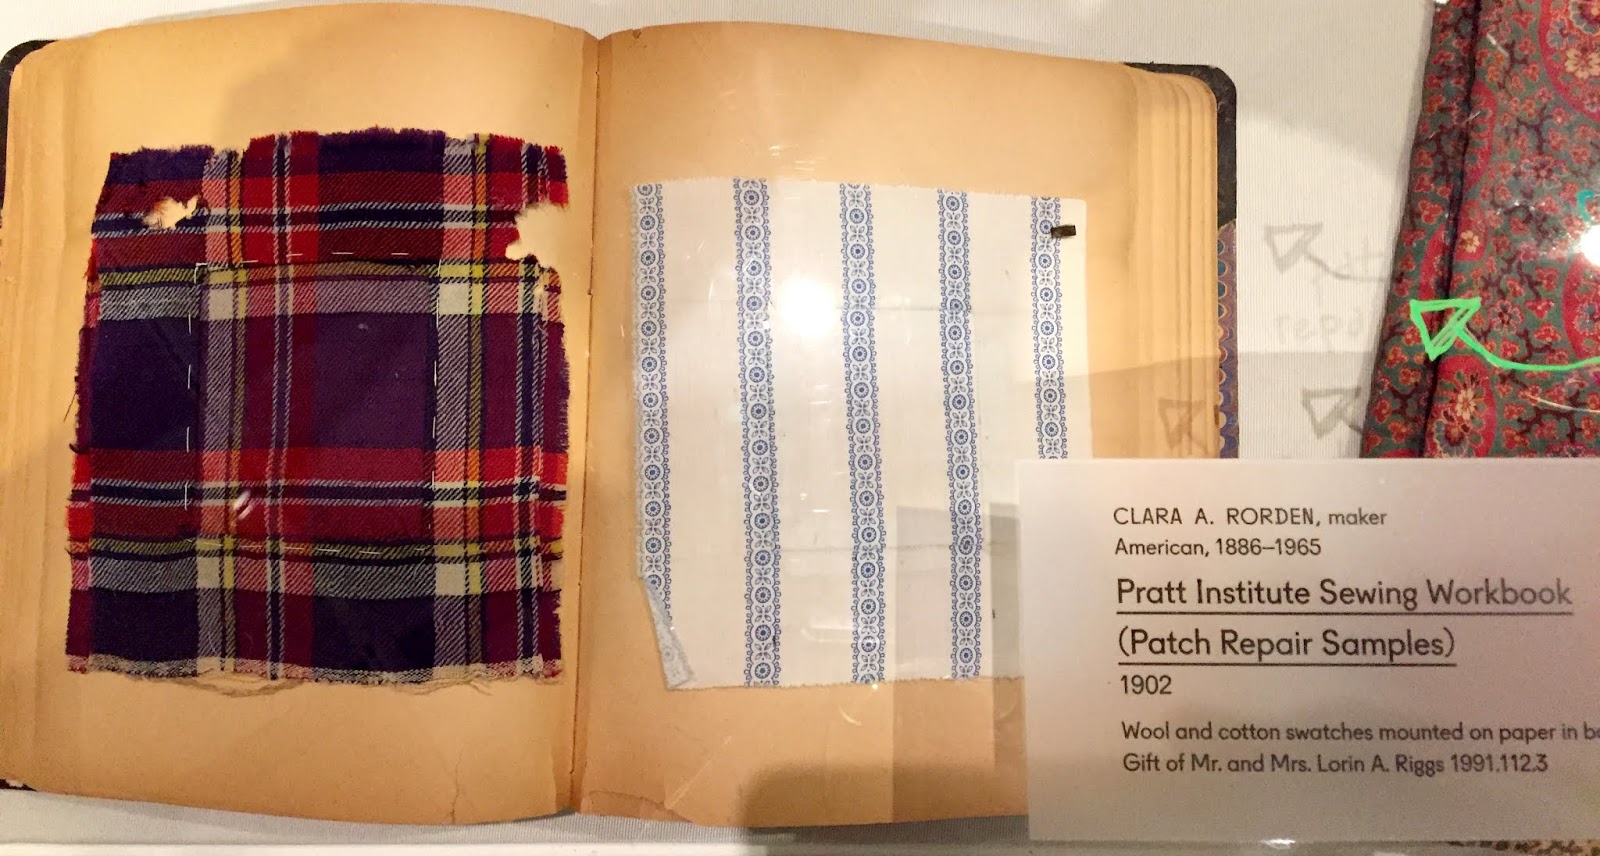 CLARA A. RORDEN, maker
American, 1886–1965
Pratt Institute Sewing Workbook
(Patch Repair Samples)
1902
Wool and cotton swatches mounted on paper in
Gift of Mr. and Mrs. Lorin A. Riggs 1991.112.3